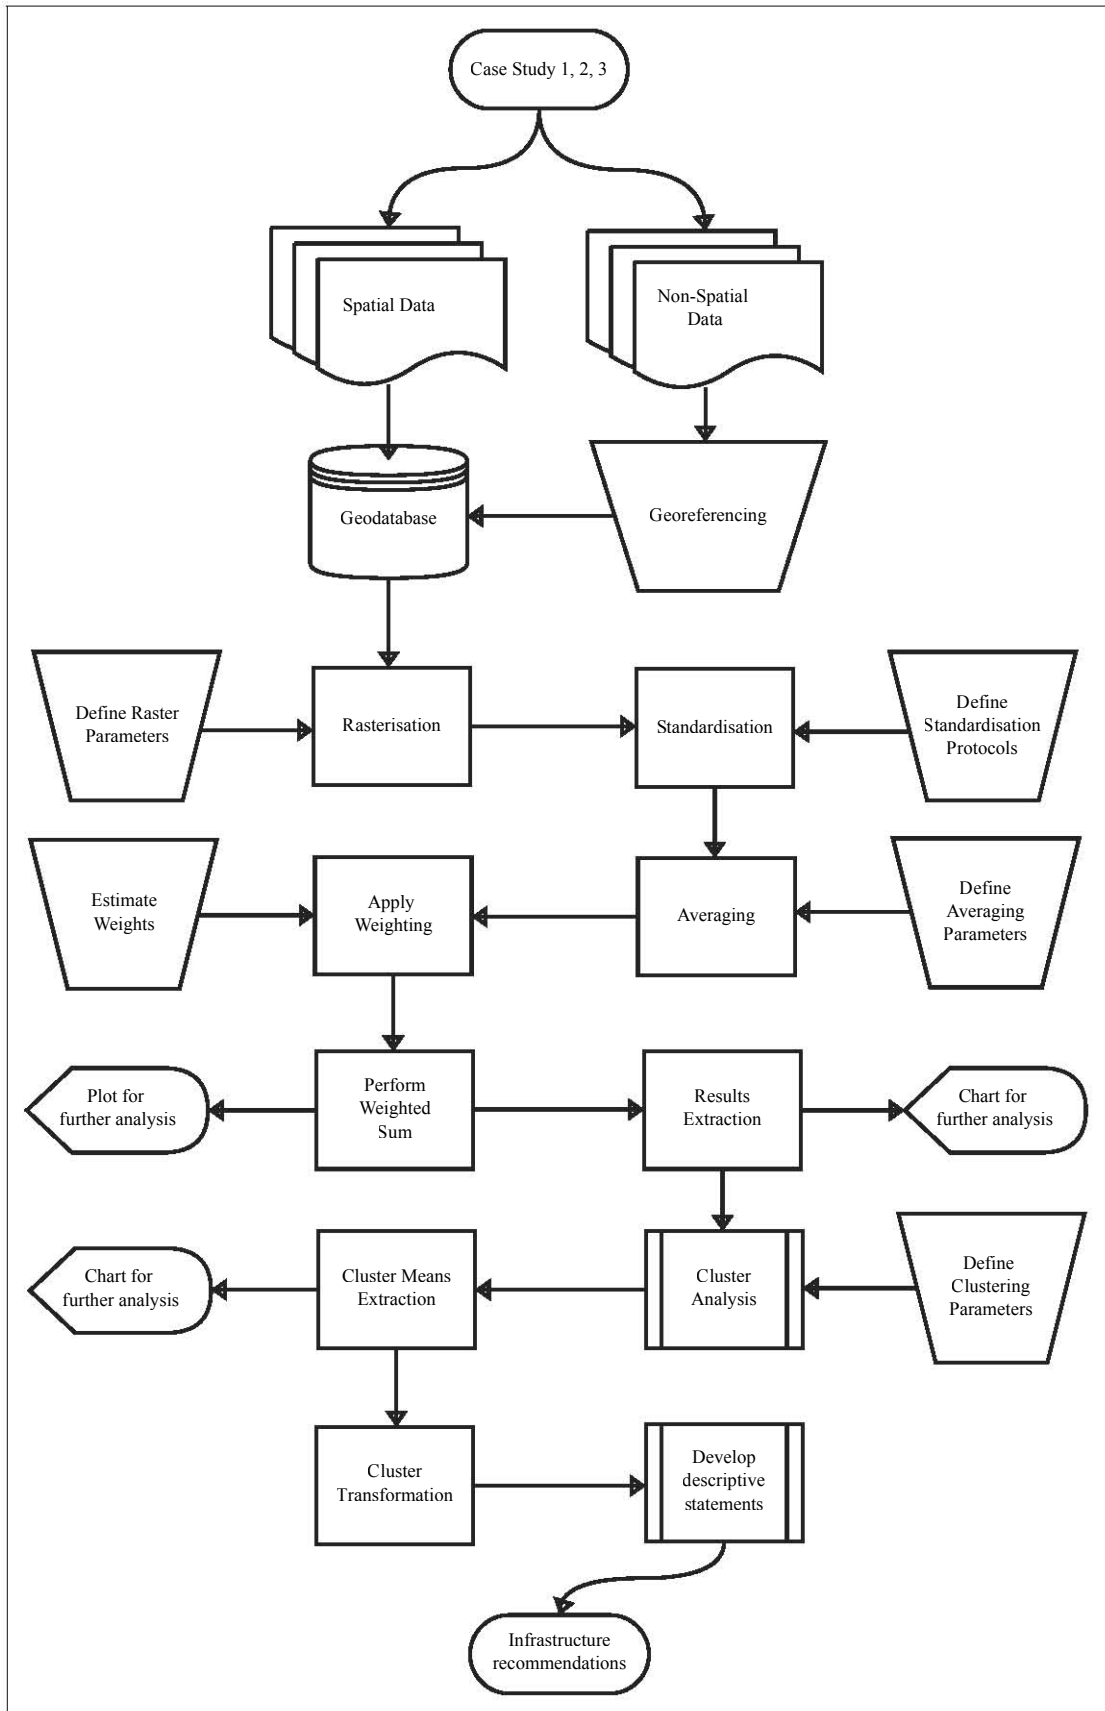 Case Study 1, 2, 3
Spatial Data
Non-Spatial
Data
Geodatabase
Georeferencing
Define Raster
Parameters
Rasterisation
Standardisation
Define
Standardisation
Protocols
Estimate
Weights
Apply
Weighting
Averaging
Define
Averaging
Parameters
Plot for
further analysis
Perform
Weighted
Sum
Results
Extraction
Chart for
further analysis
Chart for
further analysis
Cluster Means
Extraction
Cluster
Analysis
Define
Clustering
Parameters
Cluster
Transformation
Develop
descriptive
statements
Infrastructure
recommendations